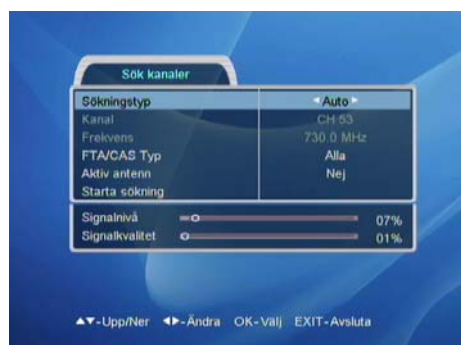 Sök kanaler
Sökningstyp ◄ Auto ►
Kanal CH 53
Frekvens 730.0 MHz
FTA/CAS Typ Alla
Aktiv antenn Nej
Starta sökning
Signalnivå 07%
Signalkvalitet 01%
▲▼-Upp/Ner ◄►-Ändra OK-Välj EXIT-Avsluta